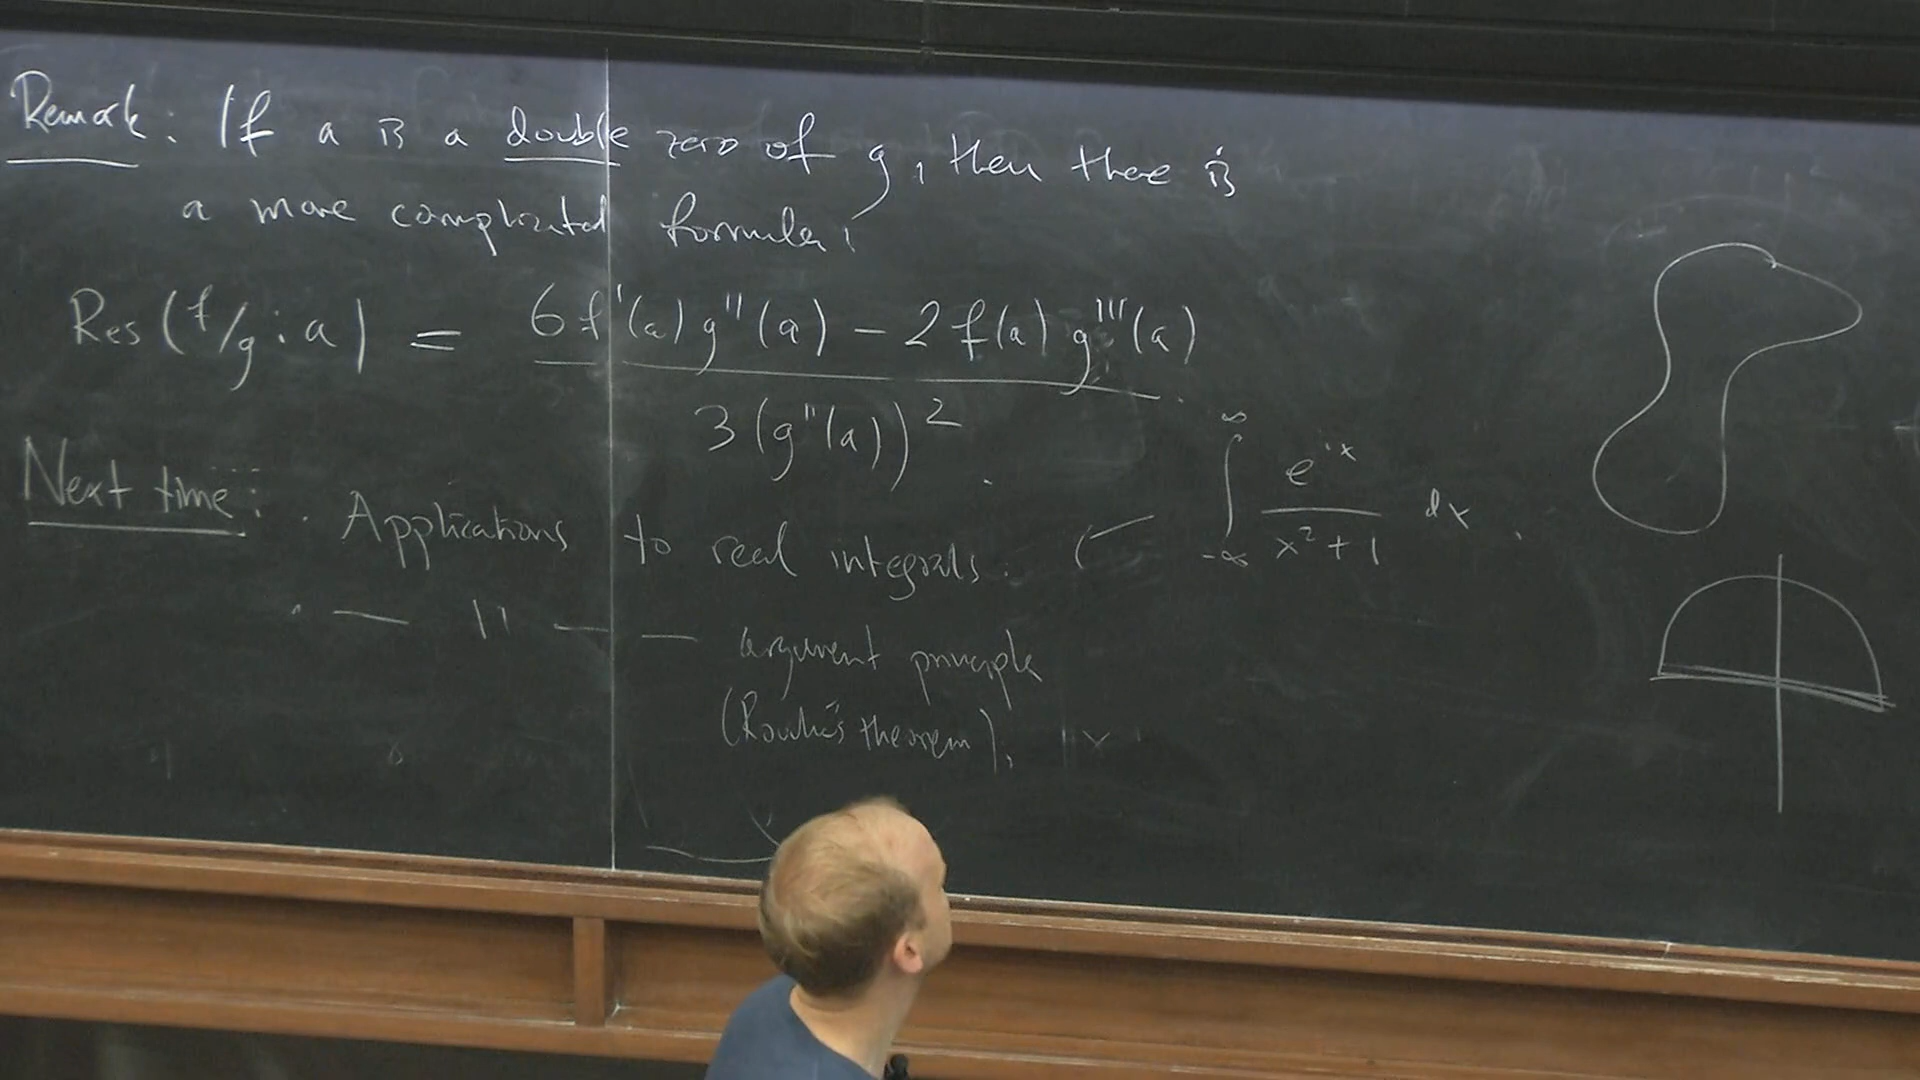 Remark: If a is a double zero of g, then there is
a more complicated formula:
Res(f/g; a) = (6f'(a)g''(a) - 2f(a)g'''(a)) / (3(g''(a))²).
Next time: · Applications to real integrals. ( ∫_{-∞}^{∞} e^{ix}/(x²+1) dx .
· — '' — — argument principle
(Rouché's theorem).